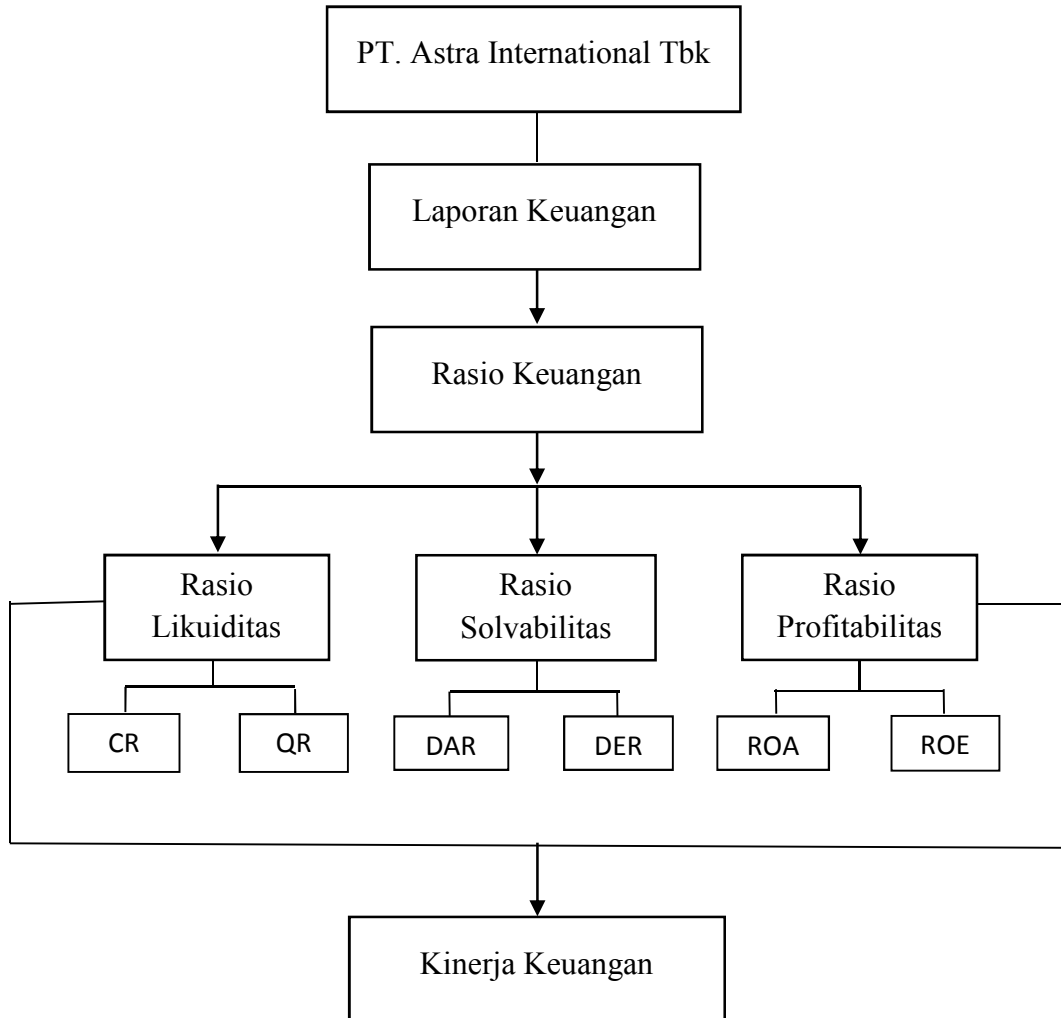 PT. Astra International Tbk
Laporan Keuangan
Rasio Keuangan
Rasio
Likuiditas
Rasio
Solvabilitas
Rasio
Profitabilitas
CR
QR
DAR
DER
ROA
ROE
Kinerja Keuangan